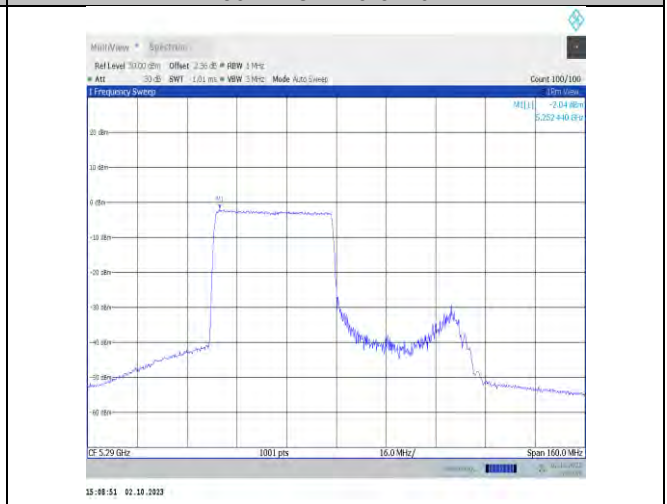 MultiView Spectrum
Ref Level 30.00 dBm Offset 2.36 dB RBW 1 MHz
Att 30 dB SWT 1.01 ms VBW 3 MHz Mode Auto Sweep Count 100/100
1 Frequency Sweep 1Rm View
M1[1] -2.04 dBm
5.252 440 GHz
20 dBm
10 dBm
0 dBm
M1
-10 dBm
-20 dBm
-30 dBm
-40 dBm
-50 dBm
-60 dBm
CF 5.29 GHz 1001 pts 16.0 MHz/ Span 160.0 MHz
15:08:51 02.10.2023